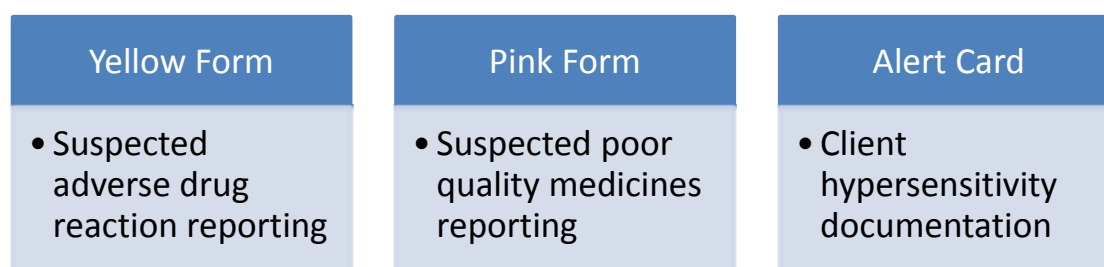 Yellow Form
• Suspected
adverse drug
reaction reporting
Pink Form
• Suspected poor
quality medicines
reporting
Alert Card
• Client
hypersensitivity
documentation